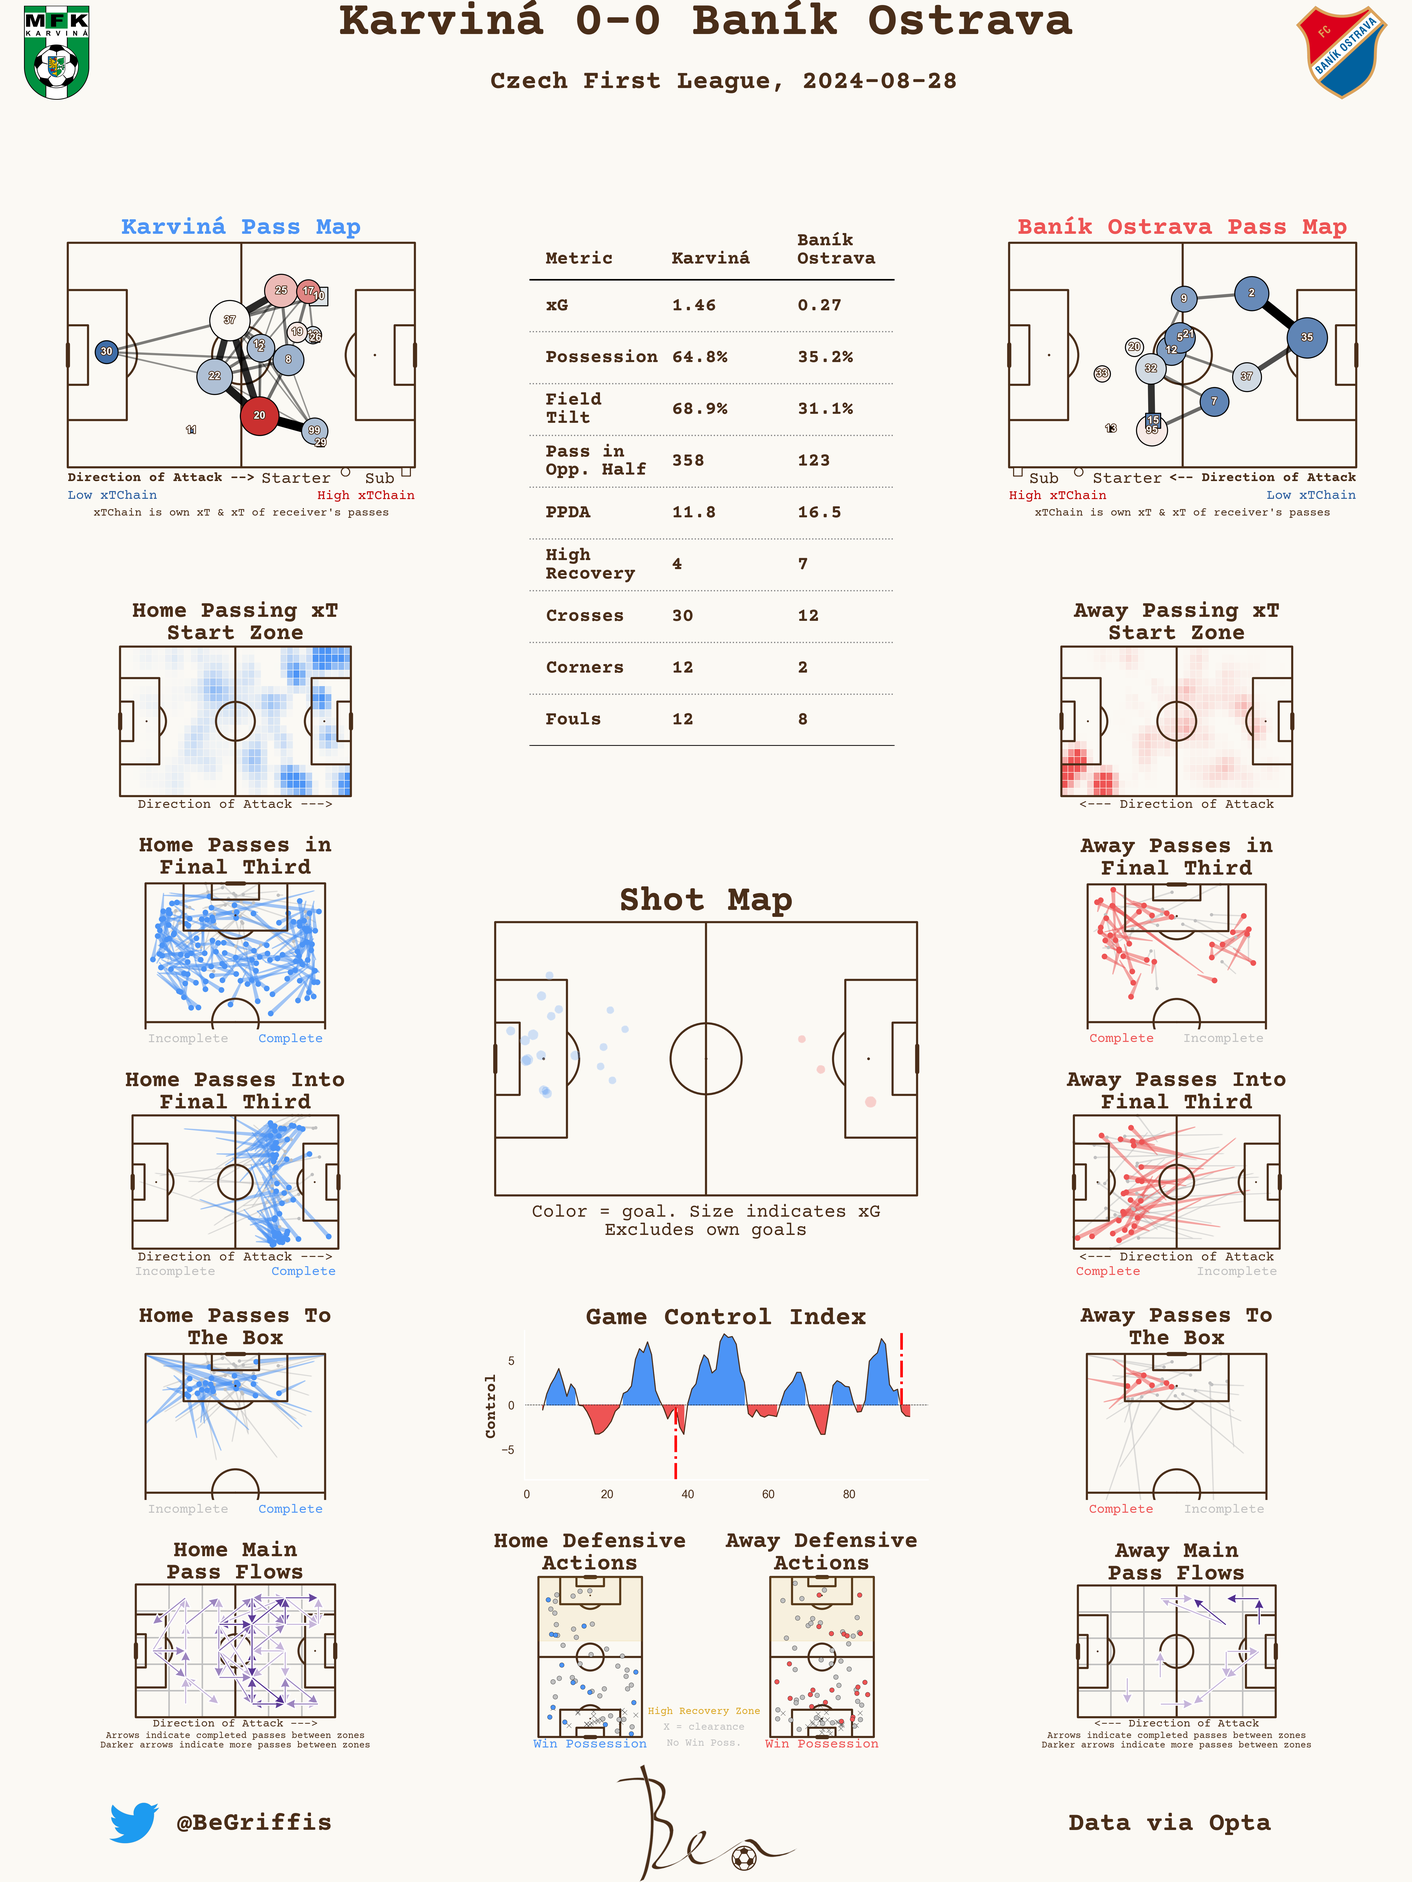 Karviná 0-0 Baník Ostrava
Czech First League, 2024-08-28
MFK
KARVINÁ
FC
BANÍK OSTRAVA
Karviná Pass Map
25
17
10
37
19
26
30
2
8
22
20
99
29
11
Direction of Attack --> Starter Sub
Low xTChain High xTChain
xTChain is own xT & xT of receiver's passes
Metric Karviná Baník Ostrava
xG 1.46 0.27
Possession 64.8% 35.2%
Field Tilt 68.9% 31.1%
Pass in Opp. Half 358 123
PPDA 11.8 16.5
High Recovery 4 7
Crosses 30 12
Corners 12 2
Fouls 12 8
Baník Ostrava Pass Map
9
2
5
21
35
20
12
32
33
37
7
15
95
13
Sub Starter <-- Direction of Attack
High xTChain Low xTChain
xTChain is own xT & xT of receiver's passes
Home Passing xT
Start Zone
Direction of Attack --->
Away Passing xT
Start Zone
<--- Direction of Attack
Home Passes in
Final Third
Incomplete Complete
Away Passes in
Final Third
Complete Incomplete
Shot Map
Color = goal. Size indicates xG
Excludes own goals
Home Passes Into
Final Third
Direction of Attack --->
Incomplete Complete
Away Passes Into
Final Third
<--- Direction of Attack
Complete Incomplete
Home Passes To
The Box
Incomplete Complete
Game Control Index
Control
5
0
−5
0 20 40 60 80
Away Passes To
The Box
Complete Incomplete
Home Main
Pass Flows
Direction of Attack --->
Arrows indicate completed passes between zones
Darker arrows indicate more passes between zones
Home Defensive
Actions
Win Possession
Away Defensive
Actions
Win Possession
High Recovery Zone
X = clearance
No Win Poss.
Away Main
Pass Flows
<--- Direction of Attack
Arrows indicate completed passes between zones
Darker arrows indicate more passes between zones
@BeGriffis
Ben
Data via Opta